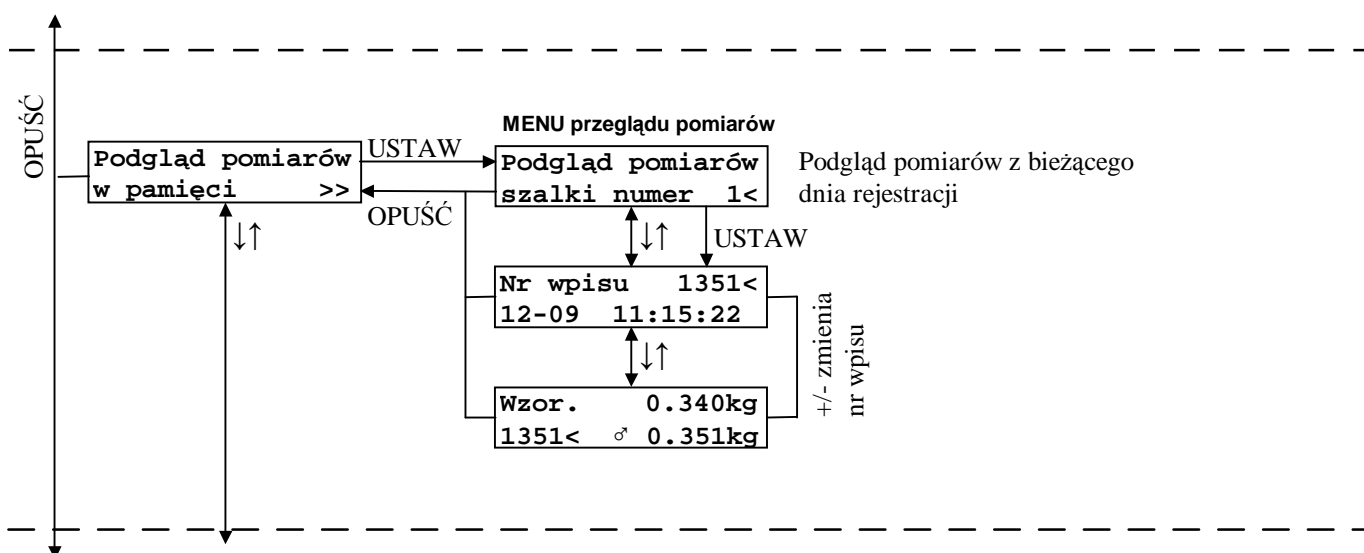 OPUŚĆ
MENU przeglądu pomiarów
Podgląd pomiarów
w pamięci >>
USTAW
OPUŚĆ
↓↑
Podgląd pomiarów
szalki numer 1<
Podgląd pomiarów z bieżącego
dnia rejestracji
↓↑
USTAW
Nr wpisu 1351<
12-09 11:15:22
↓↑
+/- zmienia
nr wpisu
Wzor. 0.340kg
1351< ♂ 0.351kg